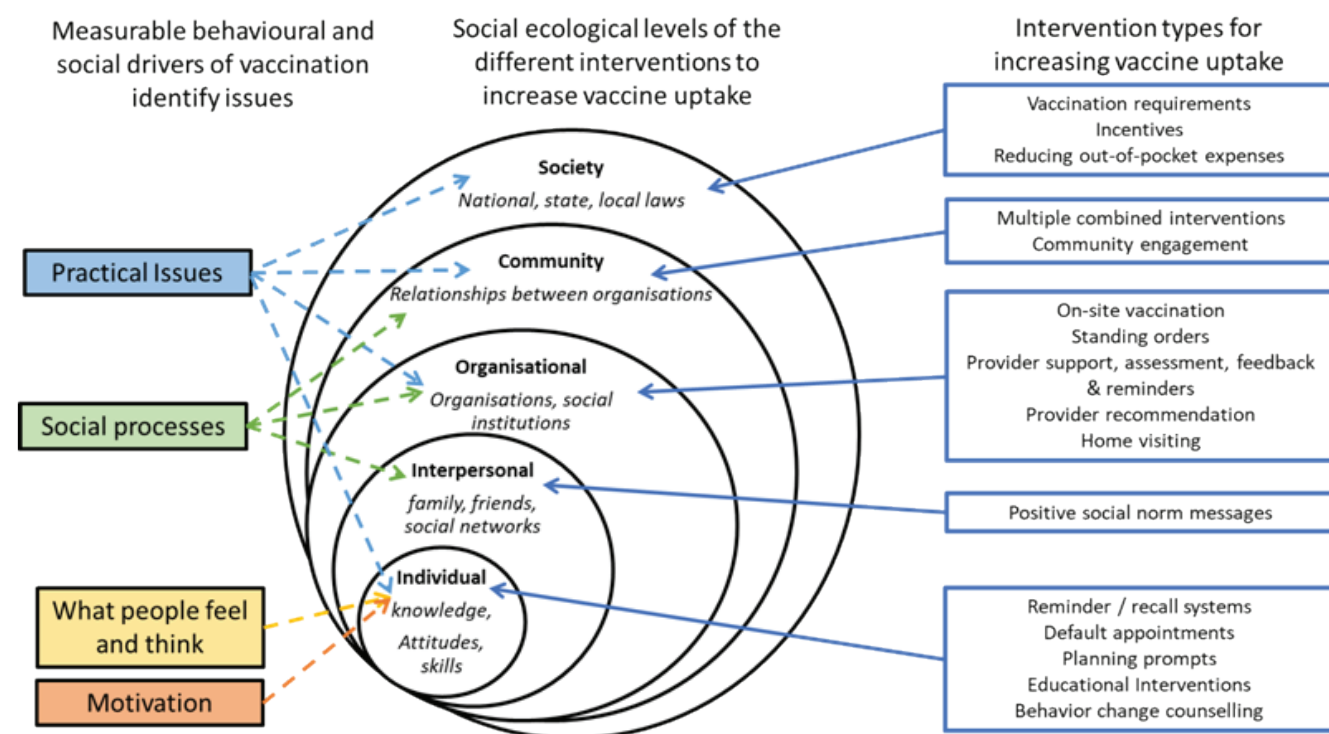 Measurable behavioural and
social drivers of vaccination
identify issues
Social ecological levels of the
different interventions to
increase vaccine uptake
Intervention types for
increasing vaccine uptake
Practical Issues
Social processes
What people feel
and think
Motivation
Society
National, state, local laws
Community
Relationships between organisations
Organisational
Organisations, social
institutions
Interpersonal
family, friends,
social networks
Individual
knowledge,
Attitudes,
skills
Vaccination requirements
Incentives
Reducing out-of-pocket expenses
Multiple combined interventions
Community engagement
On-site vaccination
Standing orders
Provider support, assessment, feedback
& reminders
Provider recommendation
Home visiting
Positive social norm messages
Reminder / recall systems
Default appointments
Planning prompts
Educational Interventions
Behavior change counselling